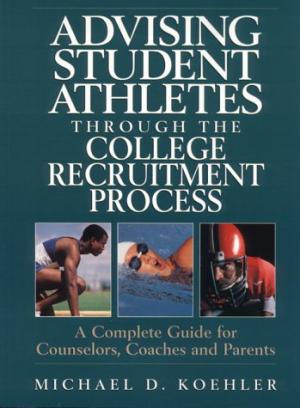 ADVISING
STUDENT
ATHLETES
THROUGH THE
COLLEGE
RECRUITMENT
PROCESS
A Complete Guide for
Counselors, Coaches and Parents
MICHAEL D. KOEHLER